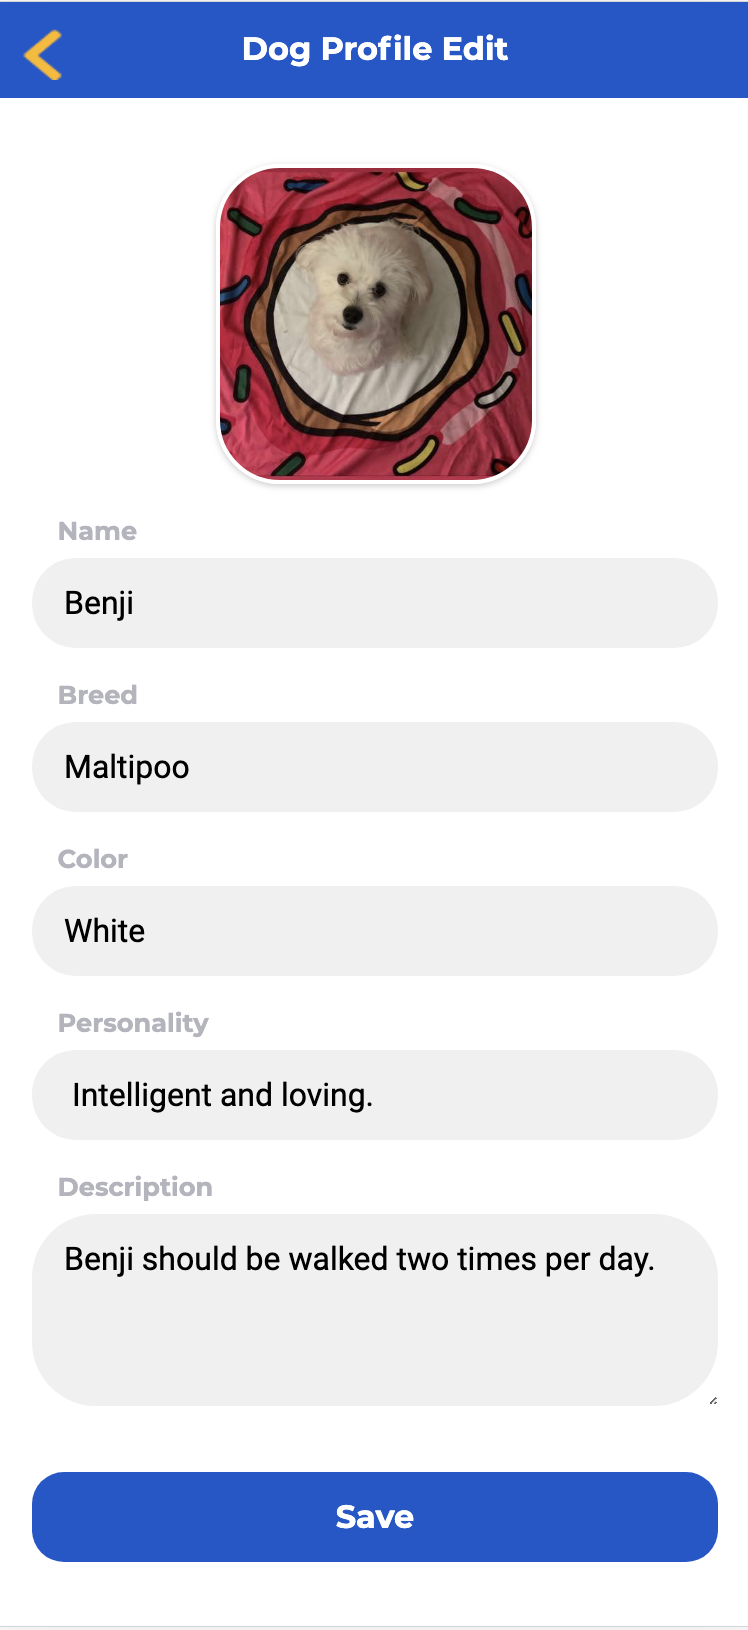 Dog Profile Edit
Name
Benji
Breed
Maltipoo
Color
White
Personality
Intelligent and loving.
Description
Benji should be walked two times per day.
Save